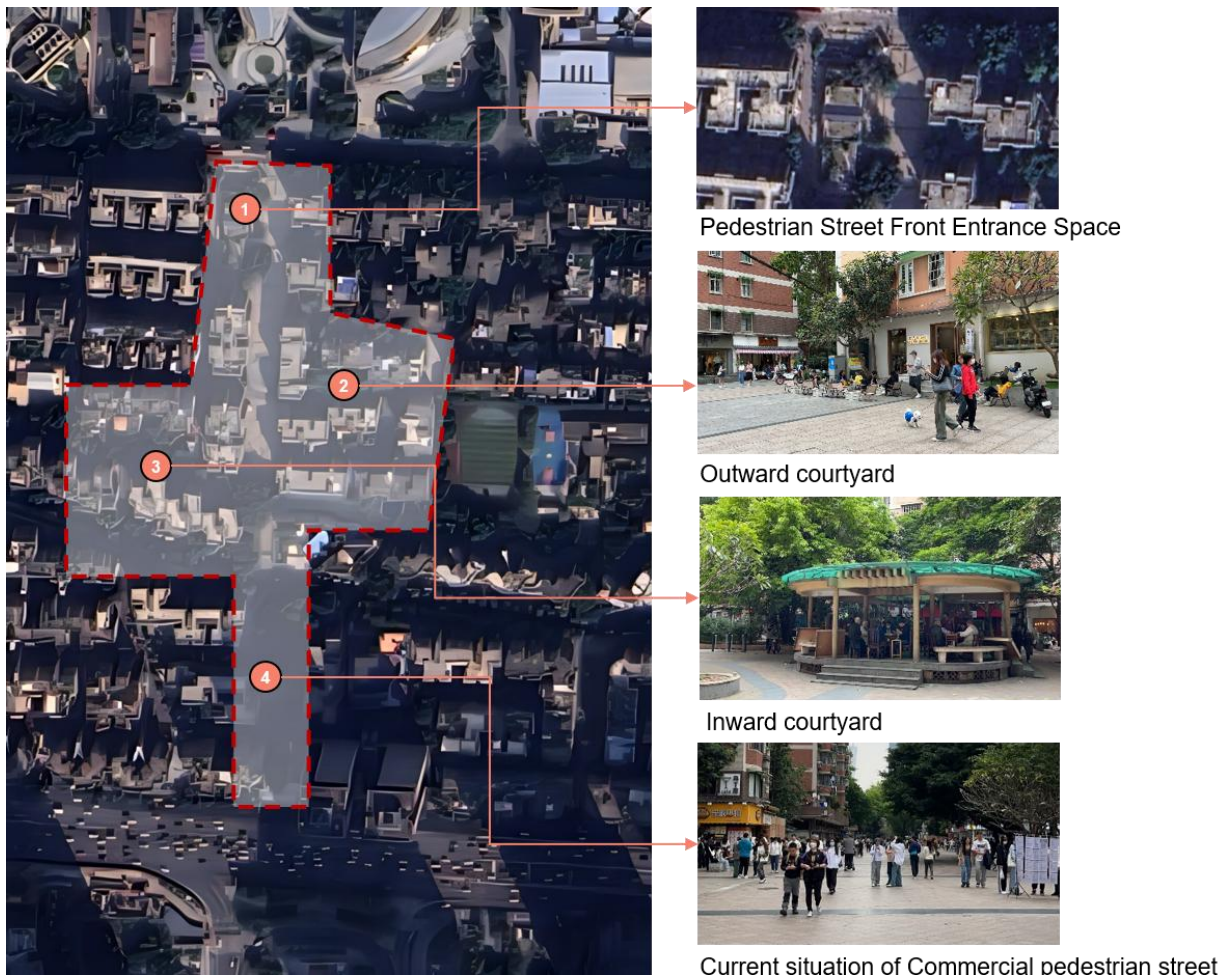 1
Pedestrian Street Front Entrance Space
2
Outward courtyard
3
Inward courtyard
4
Current situation of Commercial pedestrian street